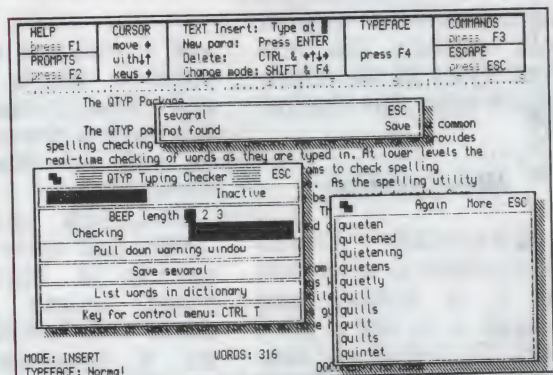 HELP
press F1
PROMPTS
press F2
CURSOR
move
with
keys
TEXT Insert: Type at
New para: Press ENTER
Delete: CTRL &
Change mode: SHIFT & F4
TYPEFACE
press F4
COMMANDS
press F3
ESCAPE
press ESC
The QTYP Package
sevaral ESC
not found Save
The QTYP common
spelling checking
real-time checking of words as they are typed in. At lower levels the
to check spelling
As the spelling utility
QTYP Typing Checker ESC
Inactive
BEEP length 2 3
Checking
Pull down warning window
Save sevaral
List words in dictionary
Key for control menu: CTRL T
Again More ESC
quieten
quietened
quietening
quietens
quietly
quill
quills
quilt
quilts
quintet
MODE: INSERT WORDS: 316
TYPEFACE: Normal